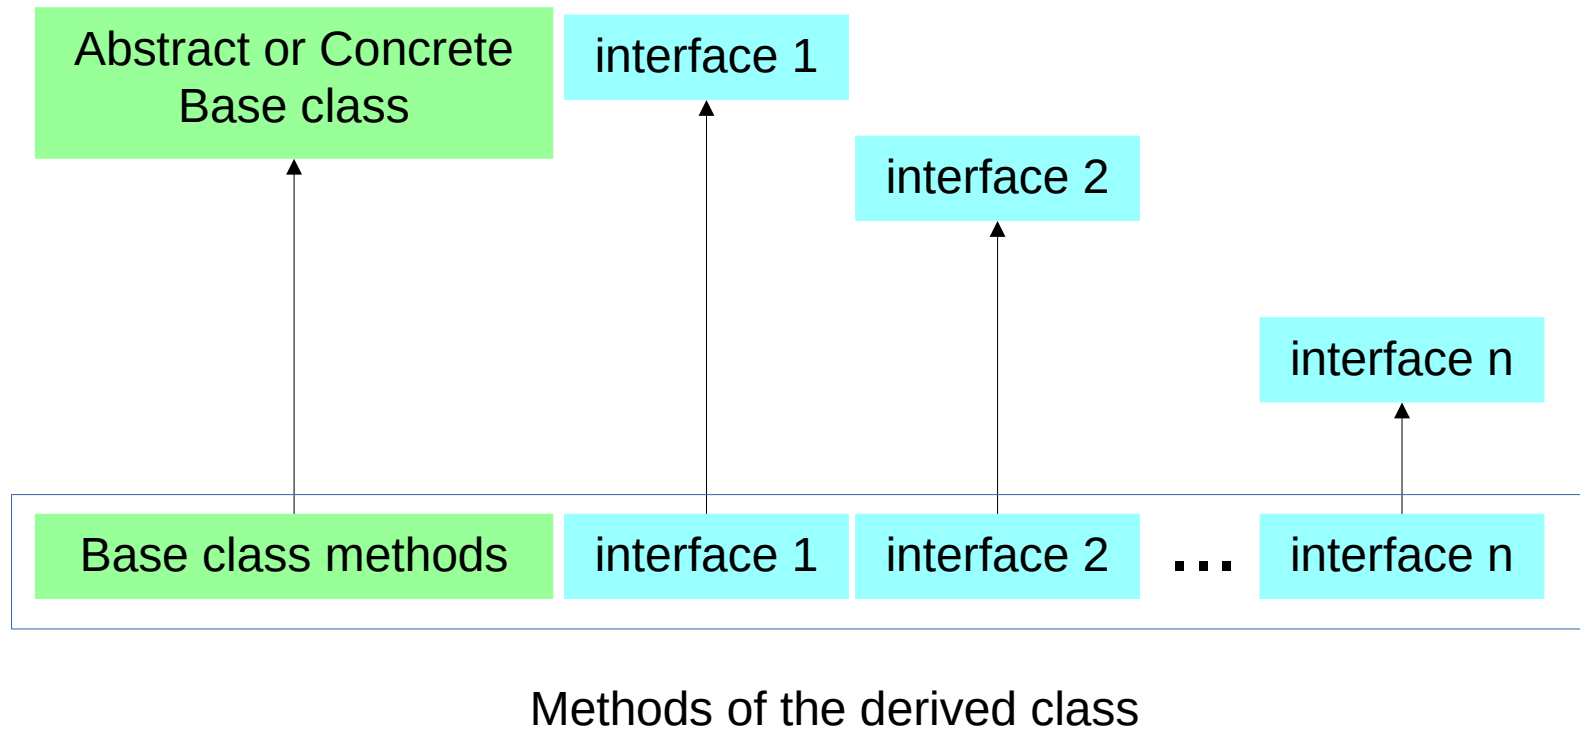 Abstract or Concrete
Base class
interface 1
interface 2
interface n
Base class methods
interface 1
interface 2
...
interface n
Methods of the derived class